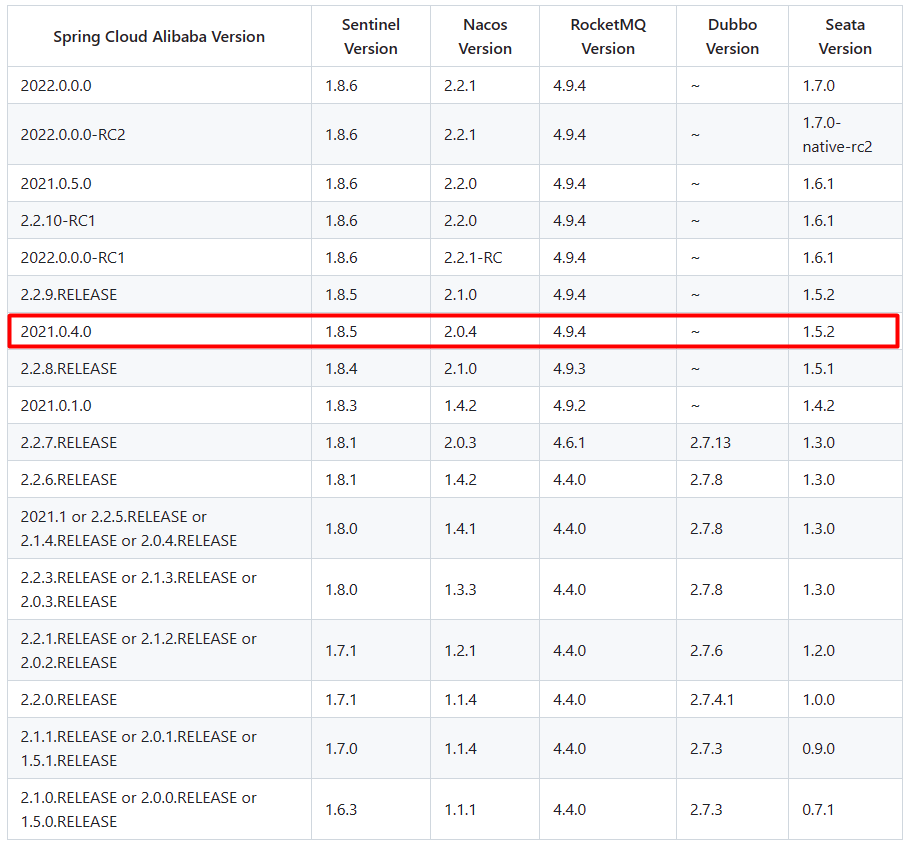 Spring Cloud Alibaba Version Sentinel Version Nacos Version RocketMQ Version Dubbo Version Seata Version
2022.0.0.0 1.8.6 2.2.1 4.9.4 ~ 1.7.0
2022.0.0.0-RC2 1.8.6 2.2.1 4.9.4 ~ 1.7.0-native-rc2
2021.0.5.0 1.8.6 2.2.0 4.9.4 ~ 1.6.1
2.2.10-RC1 1.8.6 2.2.0 4.9.4 ~ 1.6.1
2022.0.0.0-RC1 1.8.6 2.2.1-RC 4.9.4 ~ 1.6.1
2.2.9.RELEASE 1.8.5 2.1.0 4.9.4 ~ 1.5.2
2021.0.4.0 1.8.5 2.0.4 4.9.4 ~ 1.5.2
2.2.8.RELEASE 1.8.4 2.1.0 4.9.3 ~ 1.5.1
2021.0.1.0 1.8.3 1.4.2 4.9.2 ~ 1.4.2
2.2.7.RELEASE 1.8.1 2.0.3 4.6.1 2.7.13 1.3.0
2.2.6.RELEASE 1.8.1 1.4.2 4.4.0 2.7.8 1.3.0
2021.1 or 2.2.5.RELEASE or 2.1.4.RELEASE or 2.0.4.RELEASE 1.8.0 1.4.1 4.4.0 2.7.8 1.3.0
2.2.3.RELEASE or 2.1.3.RELEASE or 2.0.3.RELEASE 1.8.0 1.3.3 4.4.0 2.7.8 1.3.0
2.2.1.RELEASE or 2.1.2.RELEASE or 2.0.2.RELEASE 1.7.1 1.2.1 4.4.0 2.7.6 1.2.0
2.2.0.RELEASE 1.7.1 1.1.4 4.4.0 2.7.4.1 1.0.0
2.1.1.RELEASE or 2.0.1.RELEASE or 1.5.1.RELEASE 1.7.0 1.1.4 4.4.0 2.7.3 0.9.0
2.1.0.RELEASE or 2.0.0.RELEASE or 1.5.0.RELEASE 1.6.3 1.1.1 4.4.0 2.7.3 0.7.1